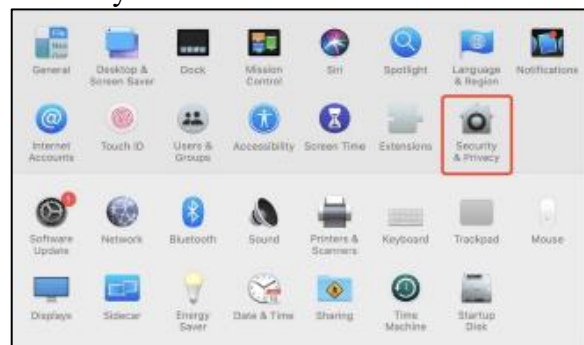 General Desktop & Screen Saver Dock Mission Control Siri Spotlight Language & Region Notifications
Internet Accounts Touch ID Users & Groups Accessibility Screen Time Extensions Security & Privacy
1
Software Update Network Bluetooth Sound Printers & Scanners Keyboard Trackpad Mouse
Displays Sidecar Energy Saver Date & Time Sharing Time Machine Startup Disk